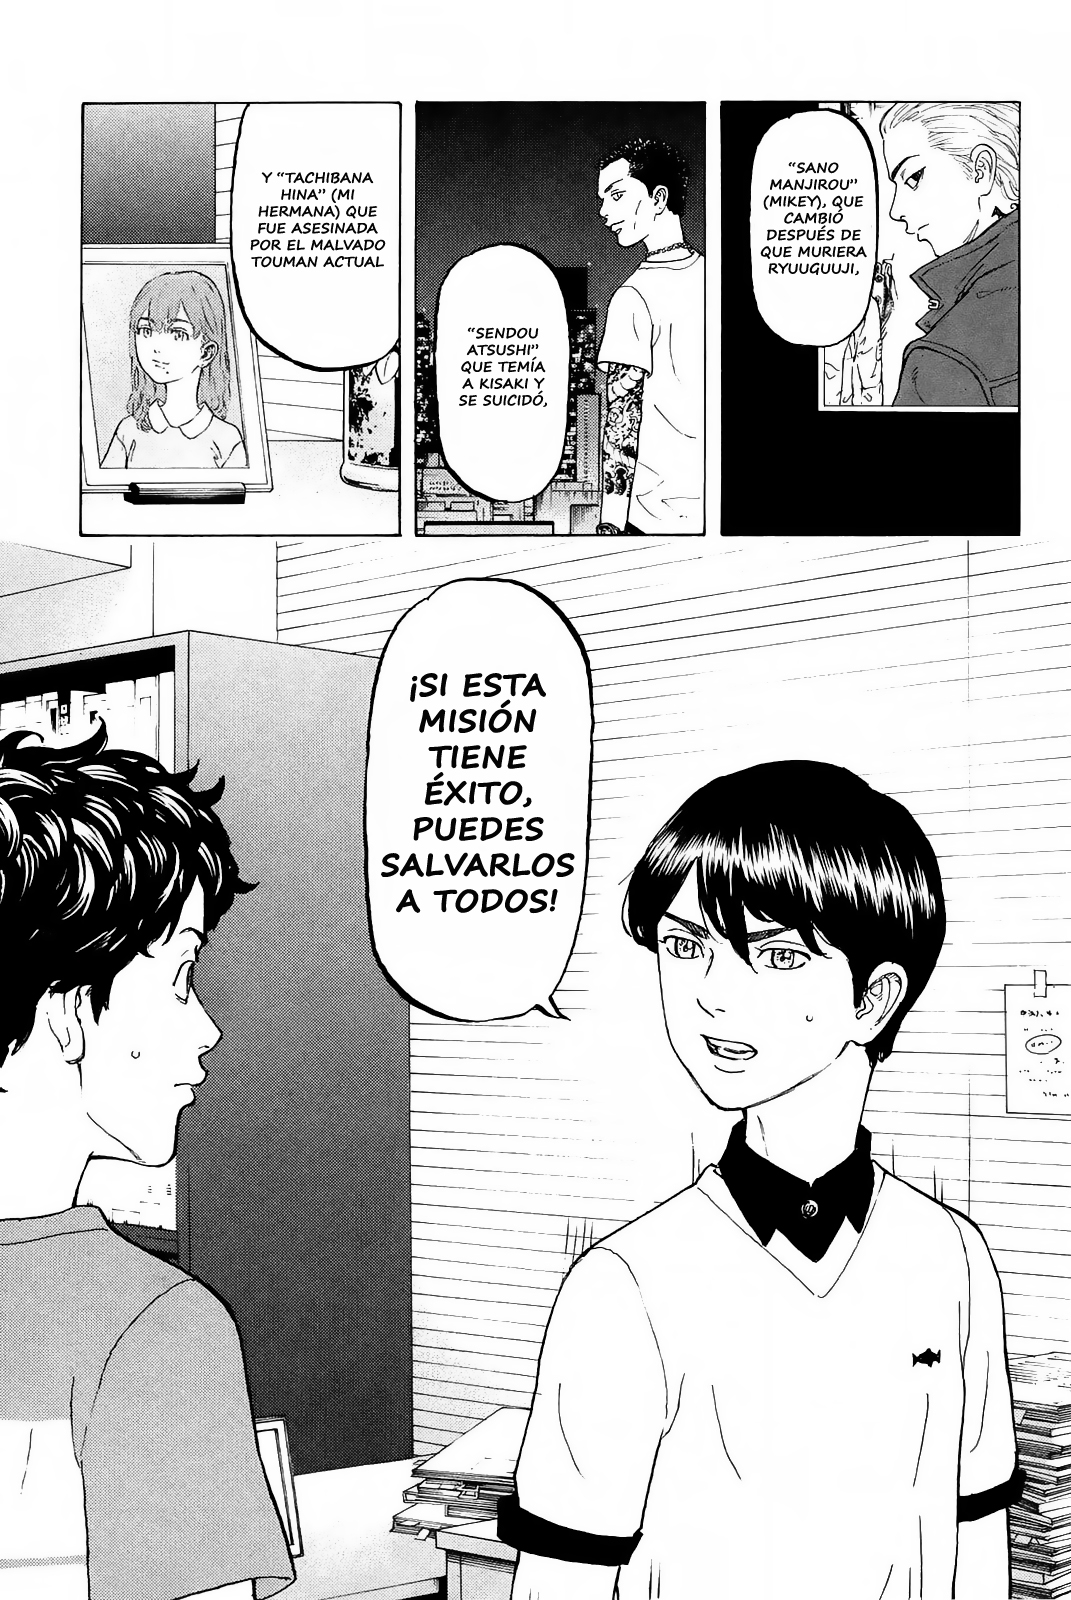 “SANO
MANJIROU”
(MIKEY), QUE
CAMBIÓ
DESPUÉS DE
QUE MURIERA
RYUUGUUJI,
“SENDOU
ATSUSHI”
QUE TEMÍA
A KISAKI Y
SE SUICIDÓ,
Y “TACHIBANA
HINA” (MI
HERMANA) QUE
FUE ASESINADA
POR EL MALVADO
TOUMAN ACTUAL
¡SI ESTA
MISIÓN
TIENE
ÉXITO,
PUEDES
SALVARLOS
A TODOS!